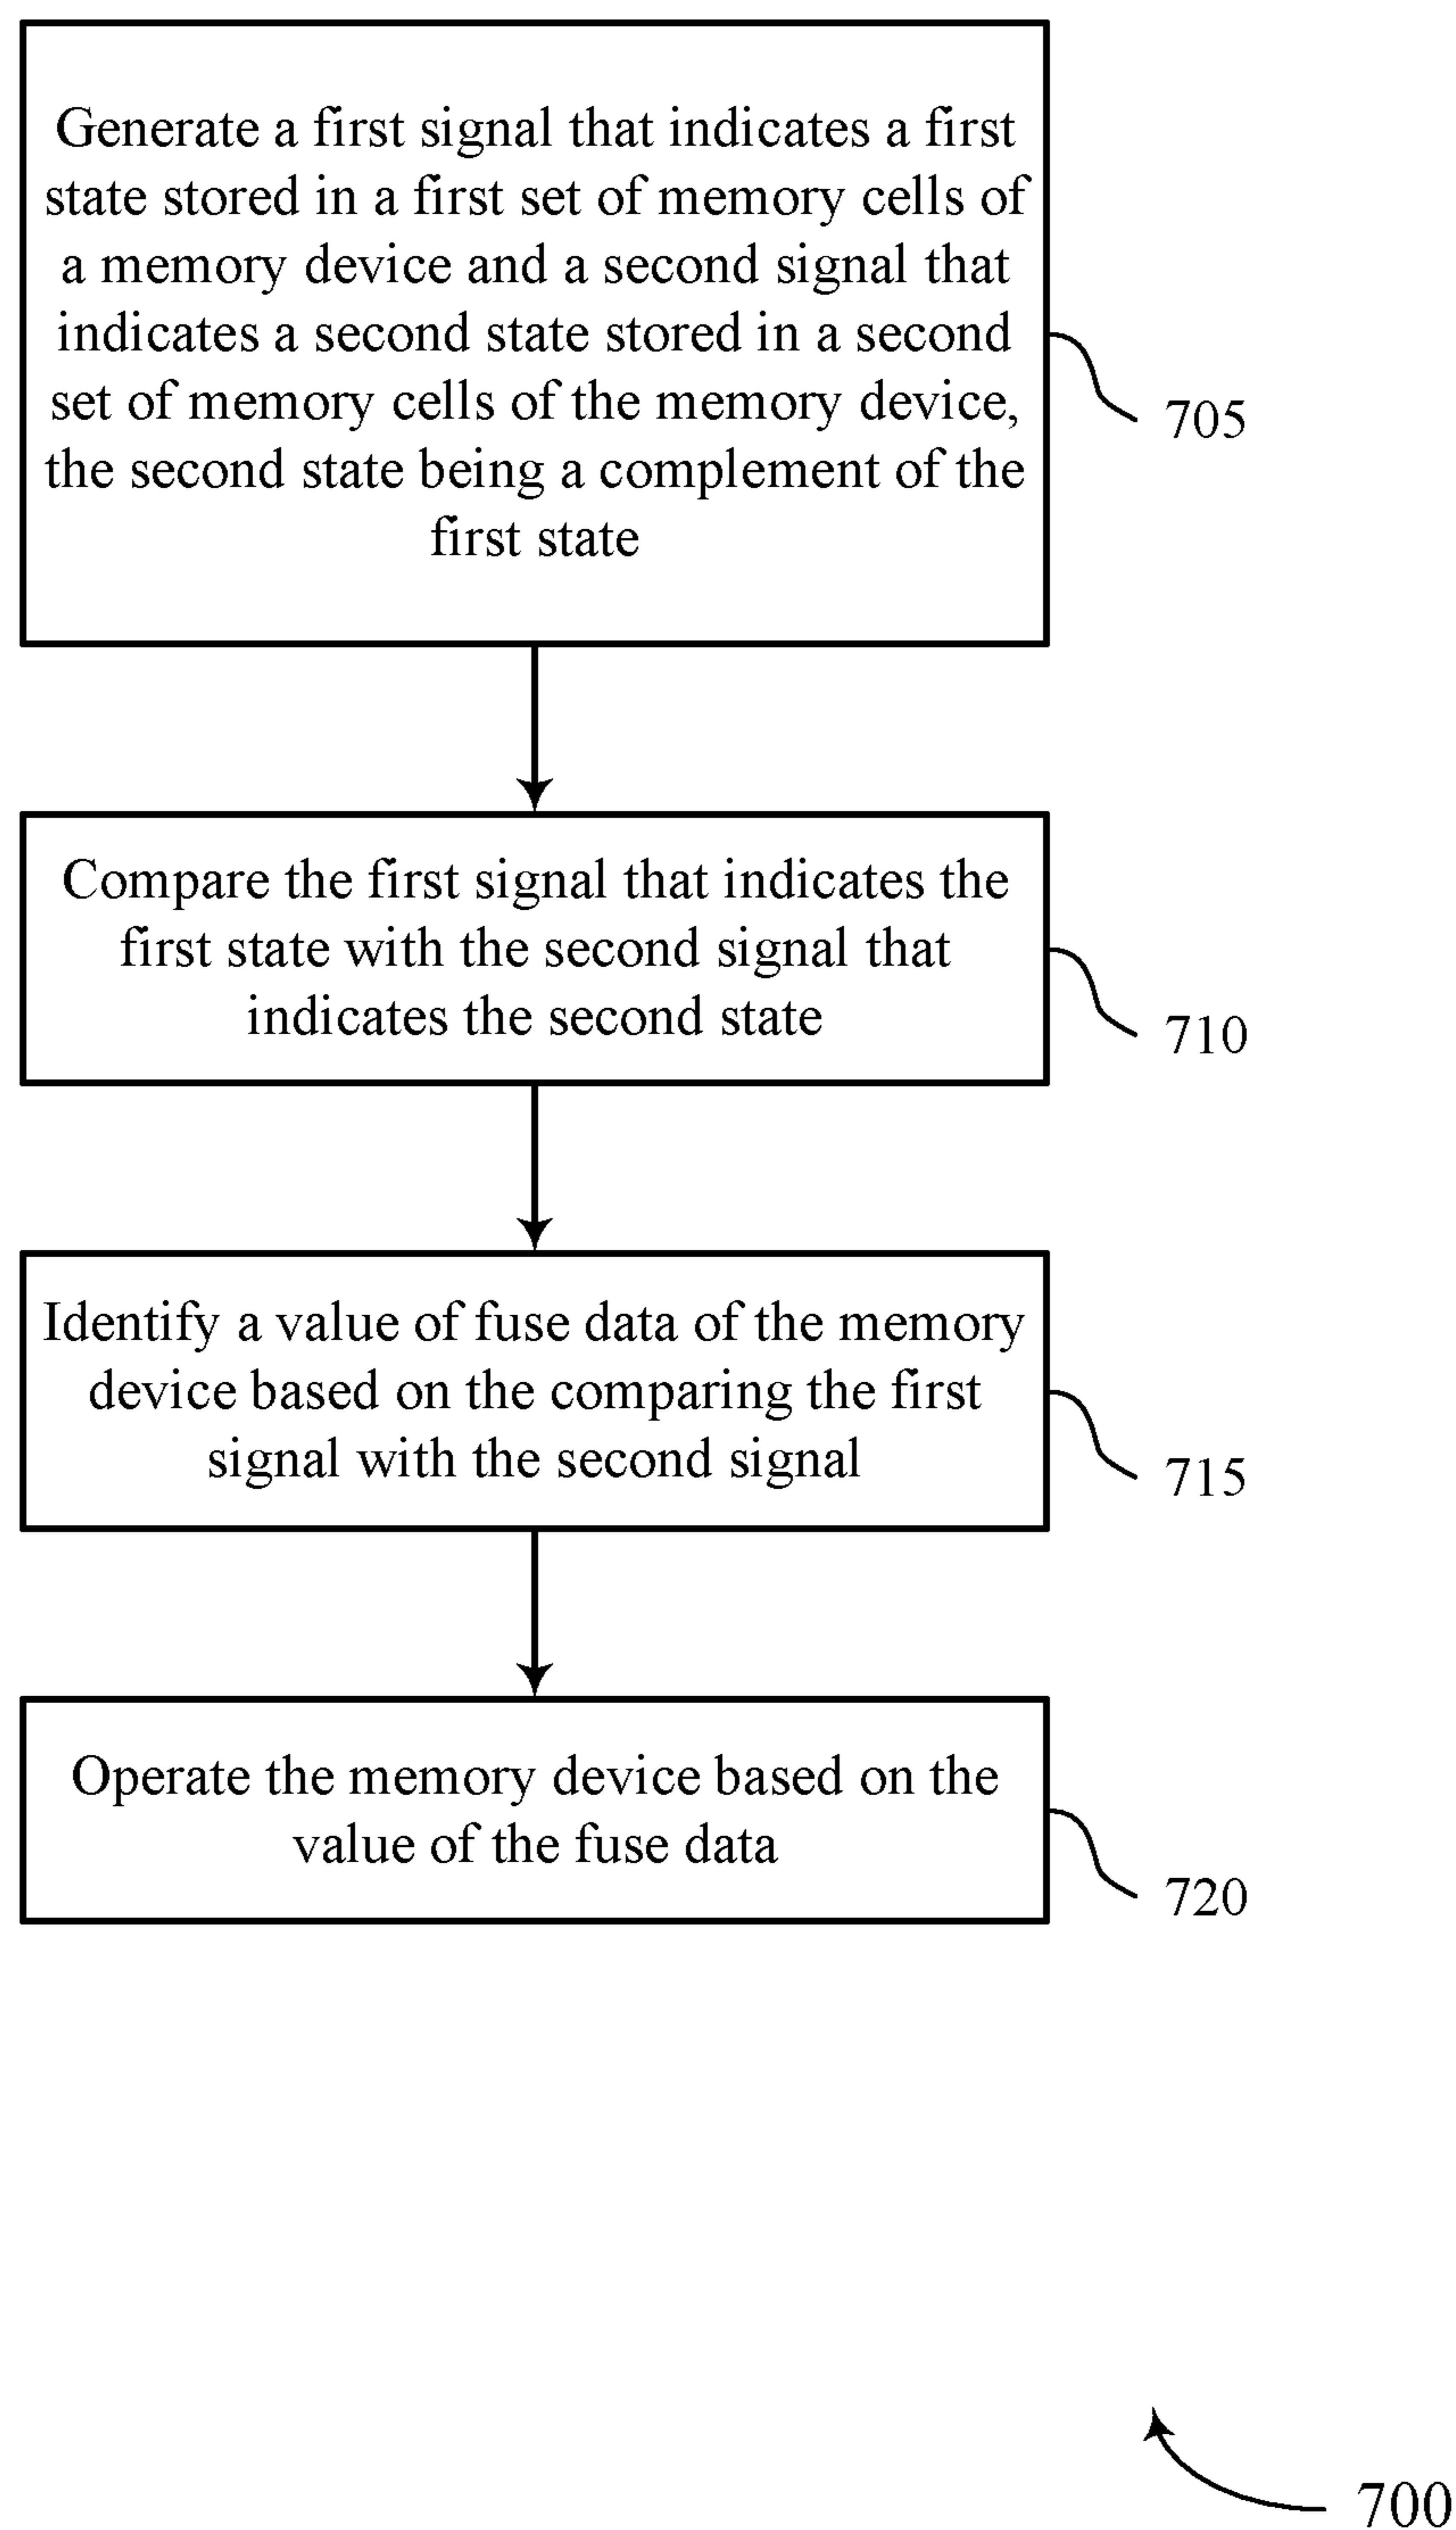 Generate a first signal that indicates a first
state stored in a first set of memory cells of
a memory device and a second signal that
indicates a second state stored in a second
set of memory cells of the memory device,
the second state being a complement of the
first state
705
Compare the first signal that indicates the
first state with the second signal that
indicates the second state
710
Identify a value of fuse data of the memory
device based on the comparing the first
signal with the second signal
715
Operate the memory device based on the
value of the fuse data
720
700